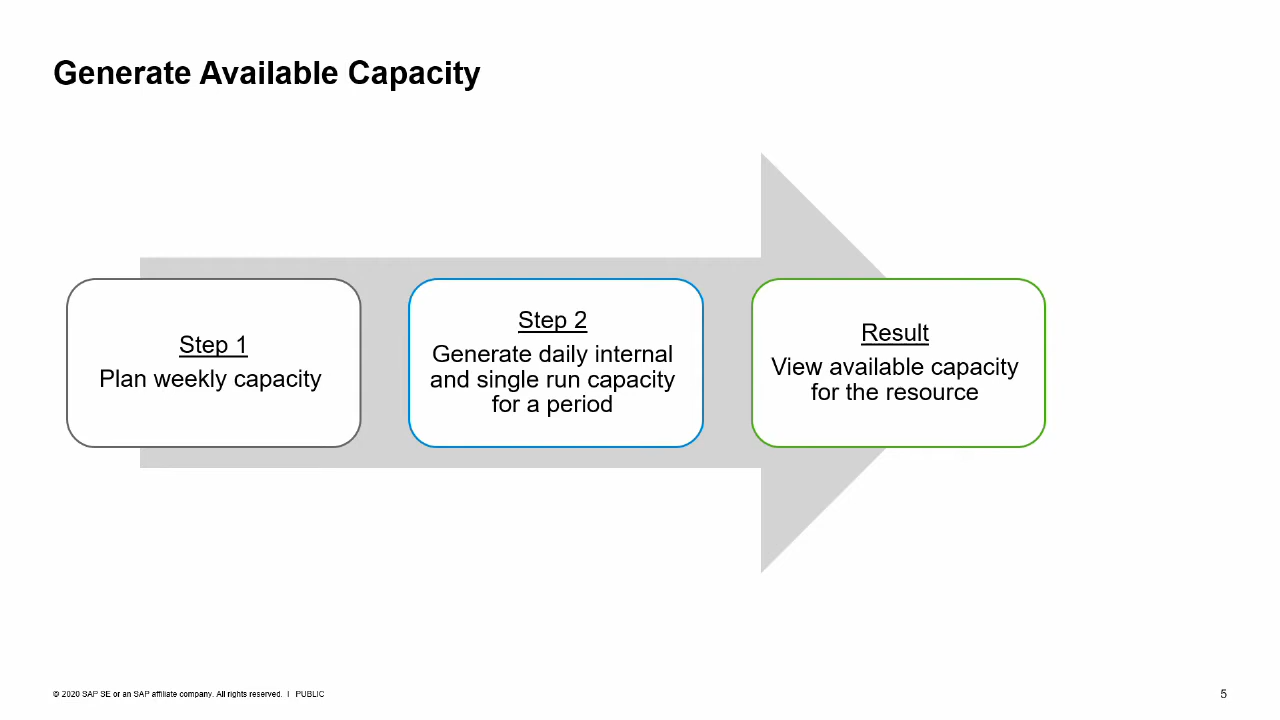 Generate Available Capacity
Step 1
Plan weekly capacity
Step 2
Generate daily internal
and single run capacity
for a period
Result
View available capacity
for the resource
© 2020 SAP SE or an SAP affiliate company. All rights reserved. | PUBLIC
5